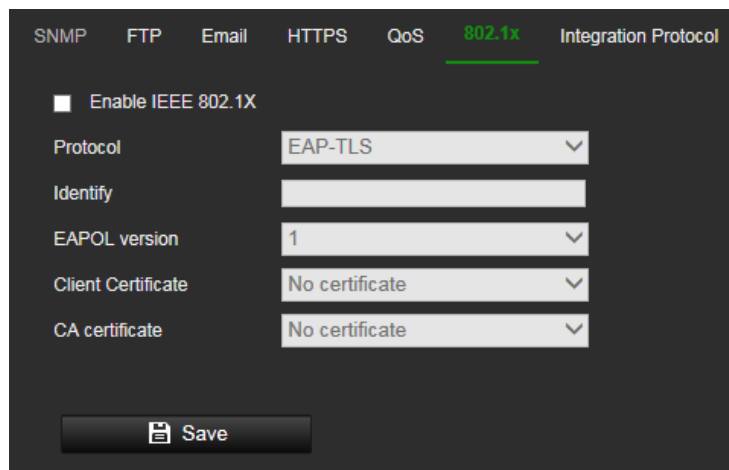 SNMP FTP Email HTTPS QoS 802.1x Integration Protocol
Enable IEEE 802.1X
Protocol EAP-TLS
Identify
EAPOL version 1
Client Certificate No certificate
CA certificate No certificate
Save